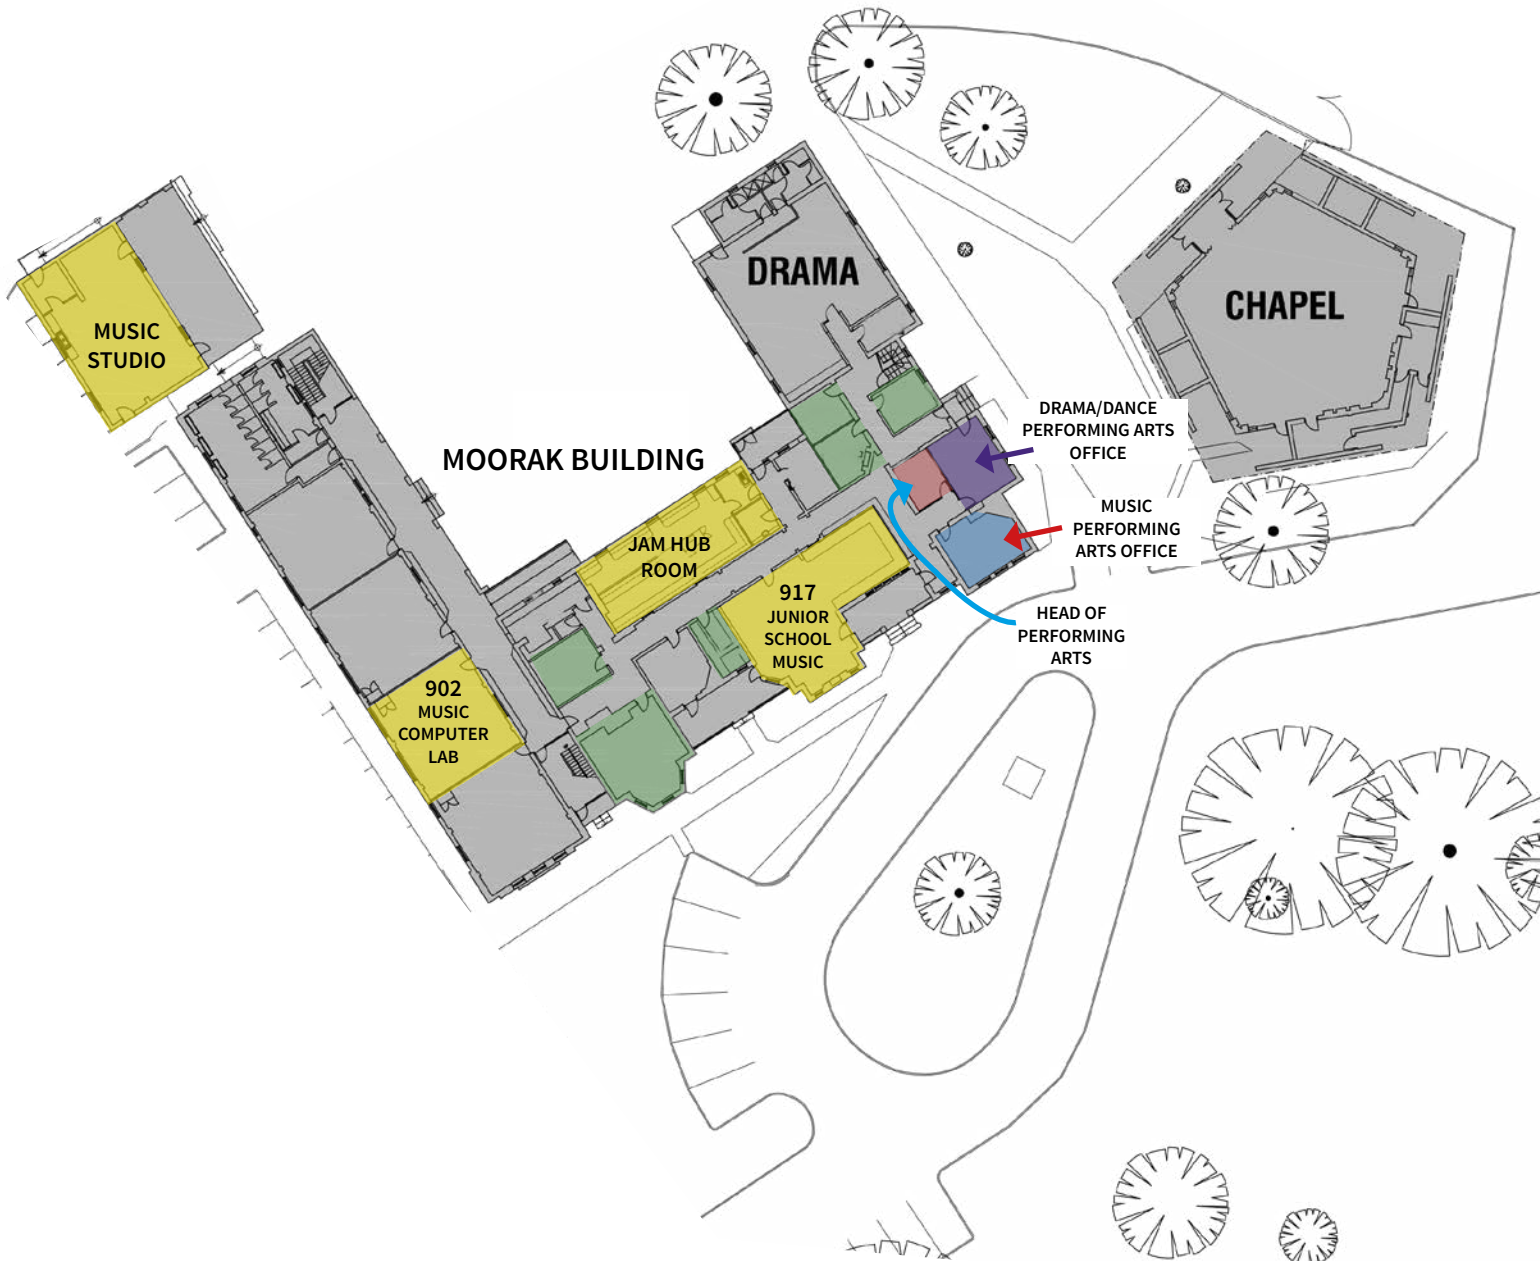 DRAMA
CHAPEL
MUSIC
STUDIO
MOORAK BUILDING
DRAMA/DANCE
PERFORMING ARTS
OFFICE
MUSIC
PERFORMING
ARTS OFFICE
JAM HUB
ROOM
917
JUNIOR
SCHOOL
MUSIC
HEAD OF
PERFORMING
ARTS
902
MUSIC
COMPUTER
LAB